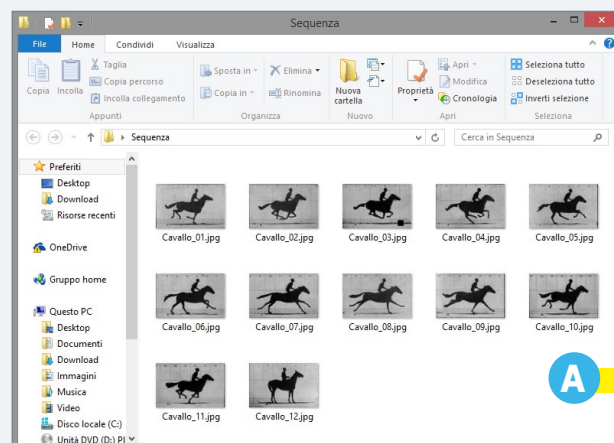 Sequenza
File Home Condividi Visualizza
Copia
Incolla
Taglia
Copia percorso
Incolla collegamento
Appunti
Sposta in
Copia in
Elimina
Rinomina
Organizza
Nuova
cartella
Nuovo
Proprietà
Apri
Modifica
Cronologia
Apri
Seleziona tutto
Deseleziona tutto
Inverti selezione
Seleziona
Sequenza
Cerca in Sequenza
Preferiti
Desktop
Download
Risorse recenti
OneDrive
Gruppo home
Questo PC
Desktop
Documenti
Download
Immagini
Musica
Video
Disco locale (C:)
Unità DVD (D:) Pl
Cavallo_01.jpg Cavallo_02.jpg Cavallo_03.jpg Cavallo_04.jpg Cavallo_05.jpg
Cavallo_06.jpg Cavallo_07.jpg Cavallo_08.jpg Cavallo_09.jpg Cavallo_10.jpg
Cavallo_11.jpg Cavallo_12.jpg
A